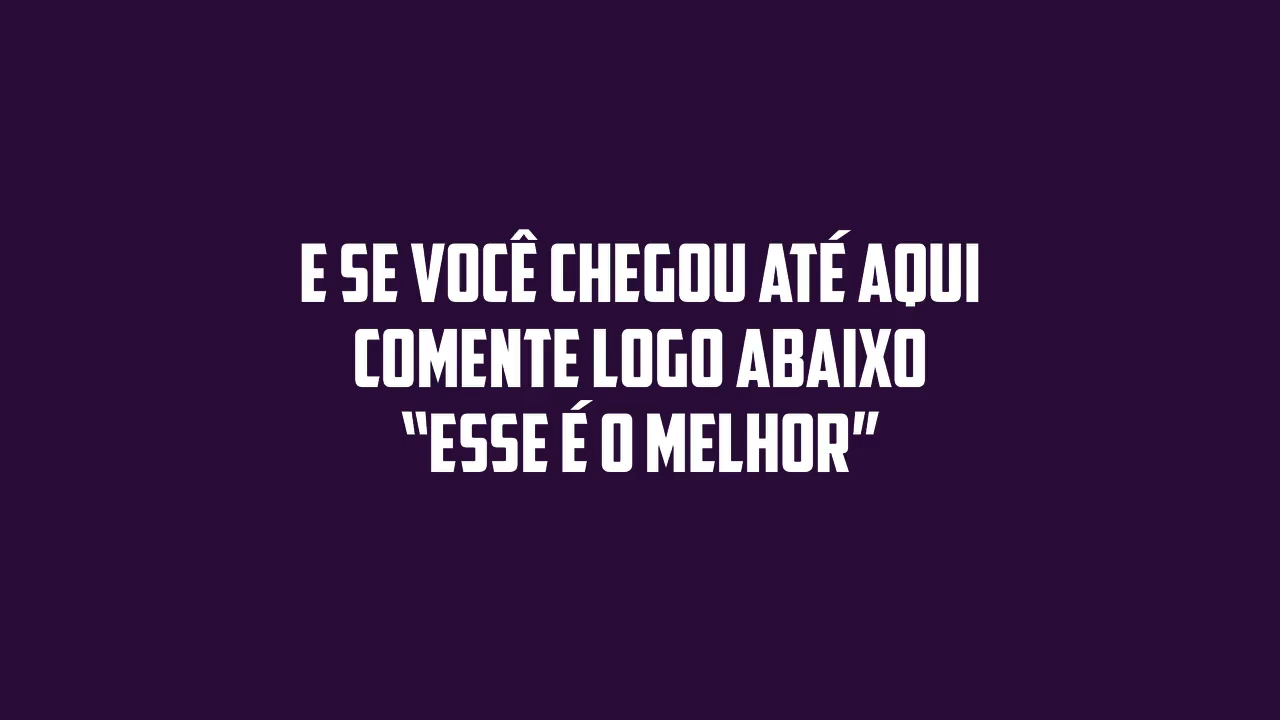 E SE VOCÊ CHEGOU ATÉ AQUI
COMENTE LOGO ABAIXO
“ESSE É O MELHOR”